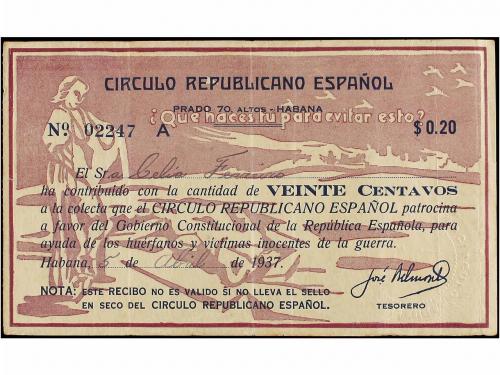 CIRCULO REPUBLICANO ESPAÑOL
PRADO 70, ALTOS - HABANA
¿Que haces tu para evitar esto?
Nº 02247 A $ 0.20
El Sr.a Celia Ferreiro
ha contribuido con la cantidad de VEINTE CENTAVOS
a la colecta que el CIRCULO REPUBLICANO ESPAÑOL patrocina
a favor del Gobierno Constitucional de la República Española, para
ayuda de los huérfanos y víctimas inocentes de la guerra.
Habana, 5 de Abril de 1937.
José Belmonte
NOTA: ESTE RECIBO NO ES VALIDO SI NO LLEVA EL SELLO
EN SECO DEL CIRCULO REPUBLICANO ESPAÑOL.
TESORERO